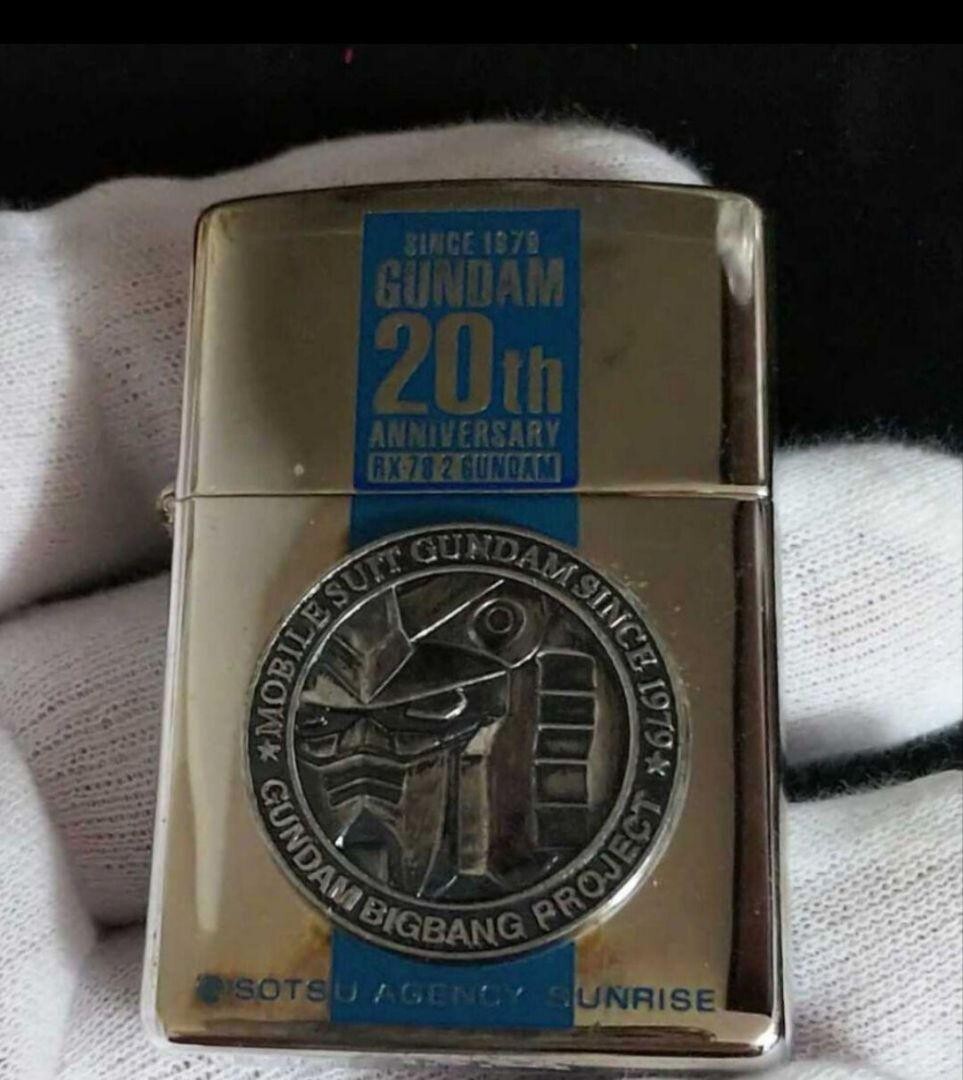 SINCE 1979
GUNDAM
20th
ANNIVERSARY
RX-78-2 GUNDAM
★MOBILE SUIT GUNDAM SINCE 1979★
GUNDAM BIGBANG PROJECT
SOTSU AGENCY SUNRISE